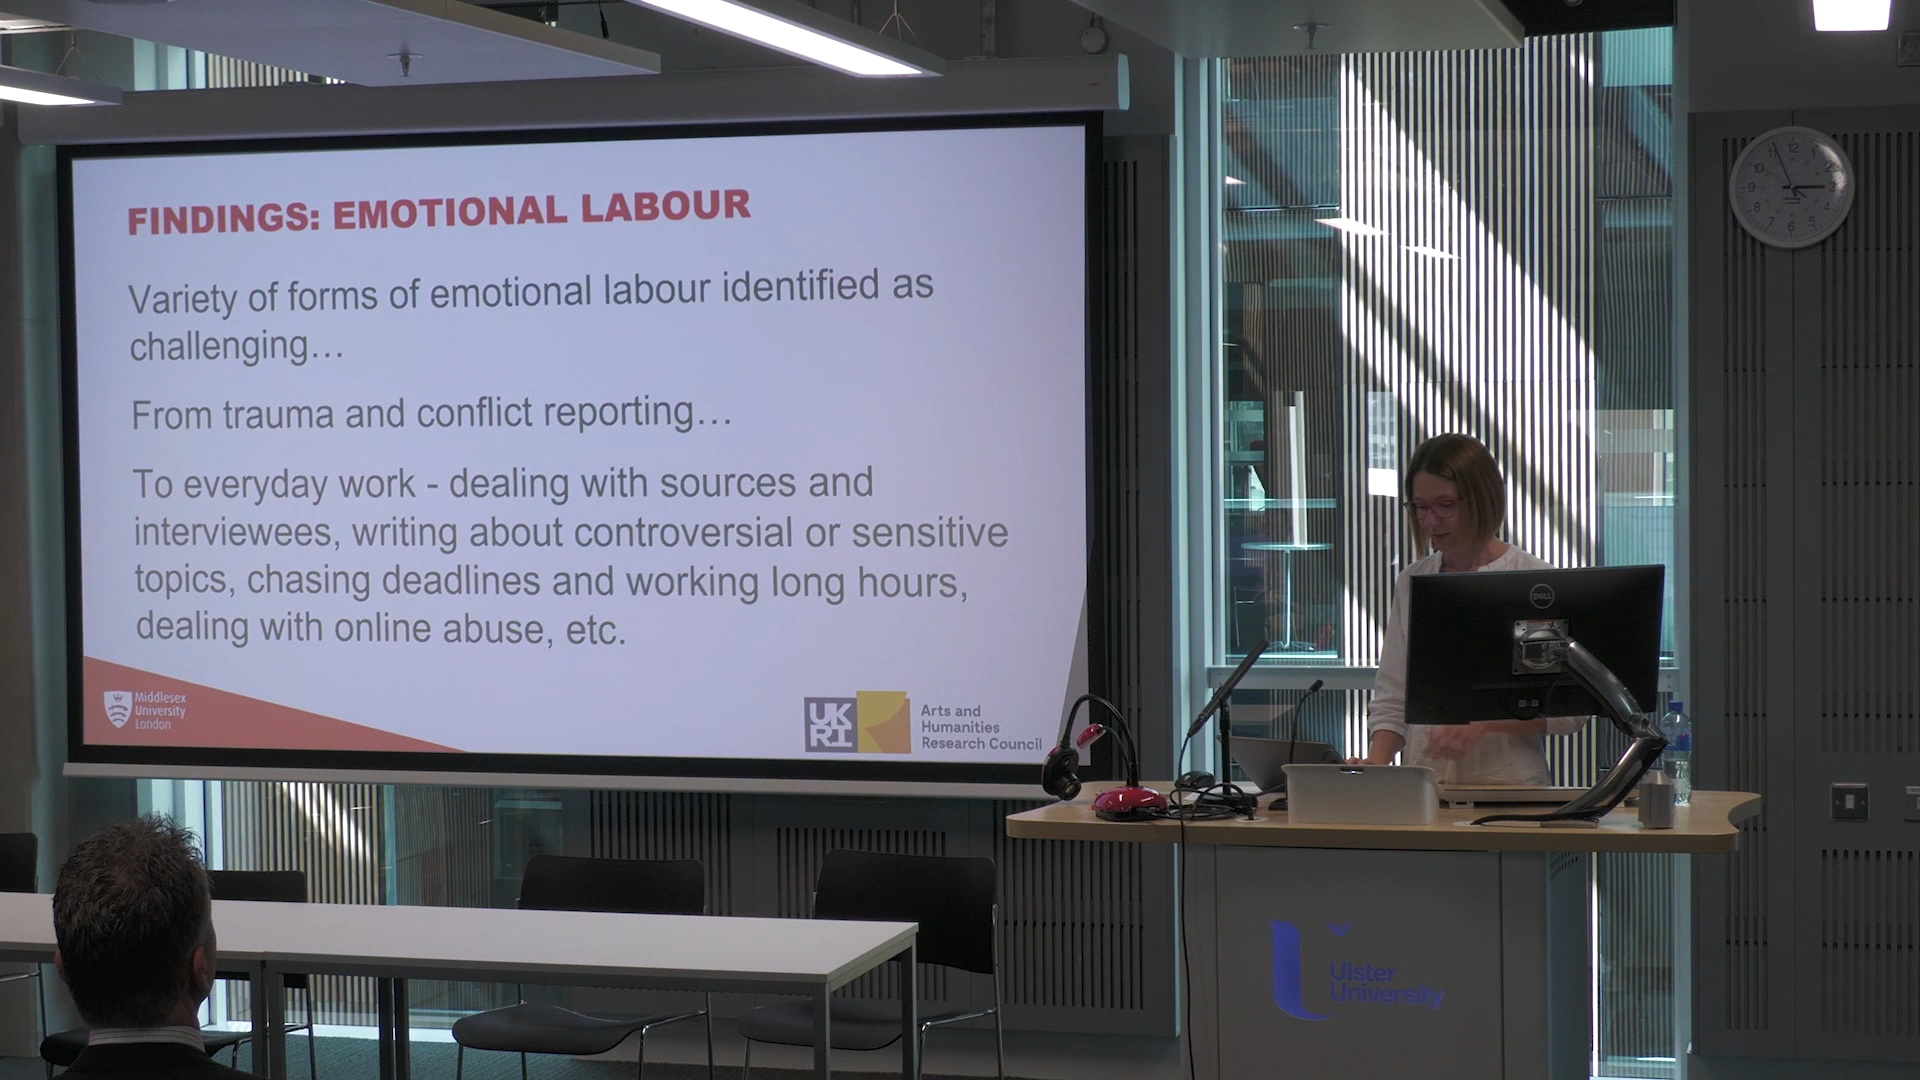 FINDINGS: EMOTIONAL LABOUR
Variety of forms of emotional labour identified as
challenging…
From trauma and conflict reporting…
To everyday work - dealing with sources and
interviewees, writing about controversial or sensitive
topics, chasing deadlines and working long hours,
dealing with online abuse, etc.
Middlesex
University
London
UK
RI
Arts and
Humanities
Research Council
DELL
Ulster
University